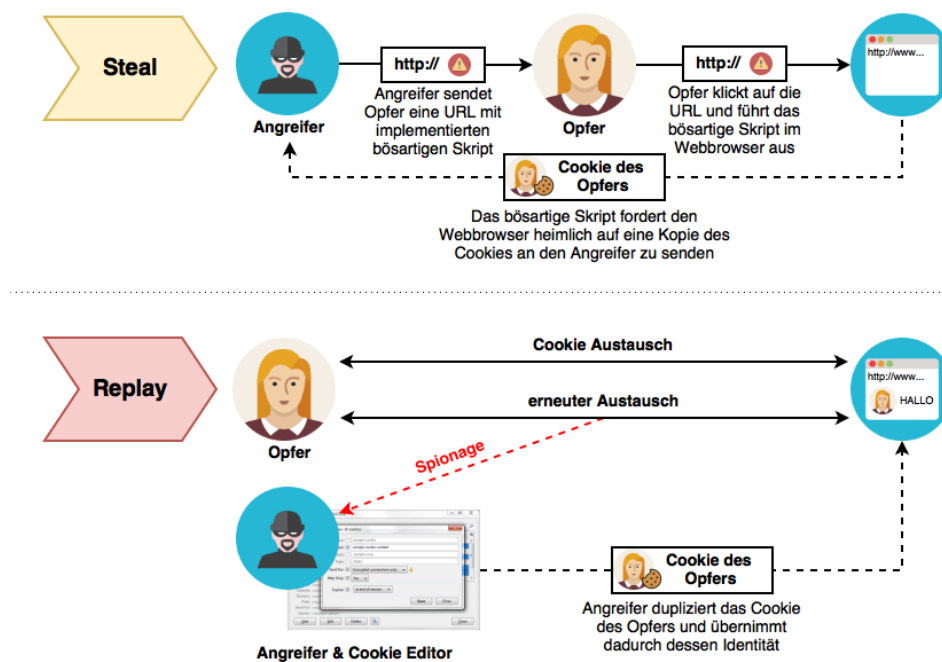 Steal
http://
http://
http://www...
Angreifer
Angreifer sendet
Opfer eine URL mit
implementierten
bösartigen Skript
Opfer
Opfer klickt auf die
URL und führt das
bösartige Skript im
Webbrowser aus
Cookie des
Opfers
Das bösartige Skript fordert den
Webbrowser heimlich auf eine Kopie des
Cookies an den Angreifer zu senden
Replay
Cookie Austausch
http://www...
HALLO
erneuter Austausch
Opfer
Spionage
Cookie des
Opfers
Angreifer dupliziert das Cookie
des Opfers und übernimmt
dadurch dessen Identität
Angreifer & Cookie Editor